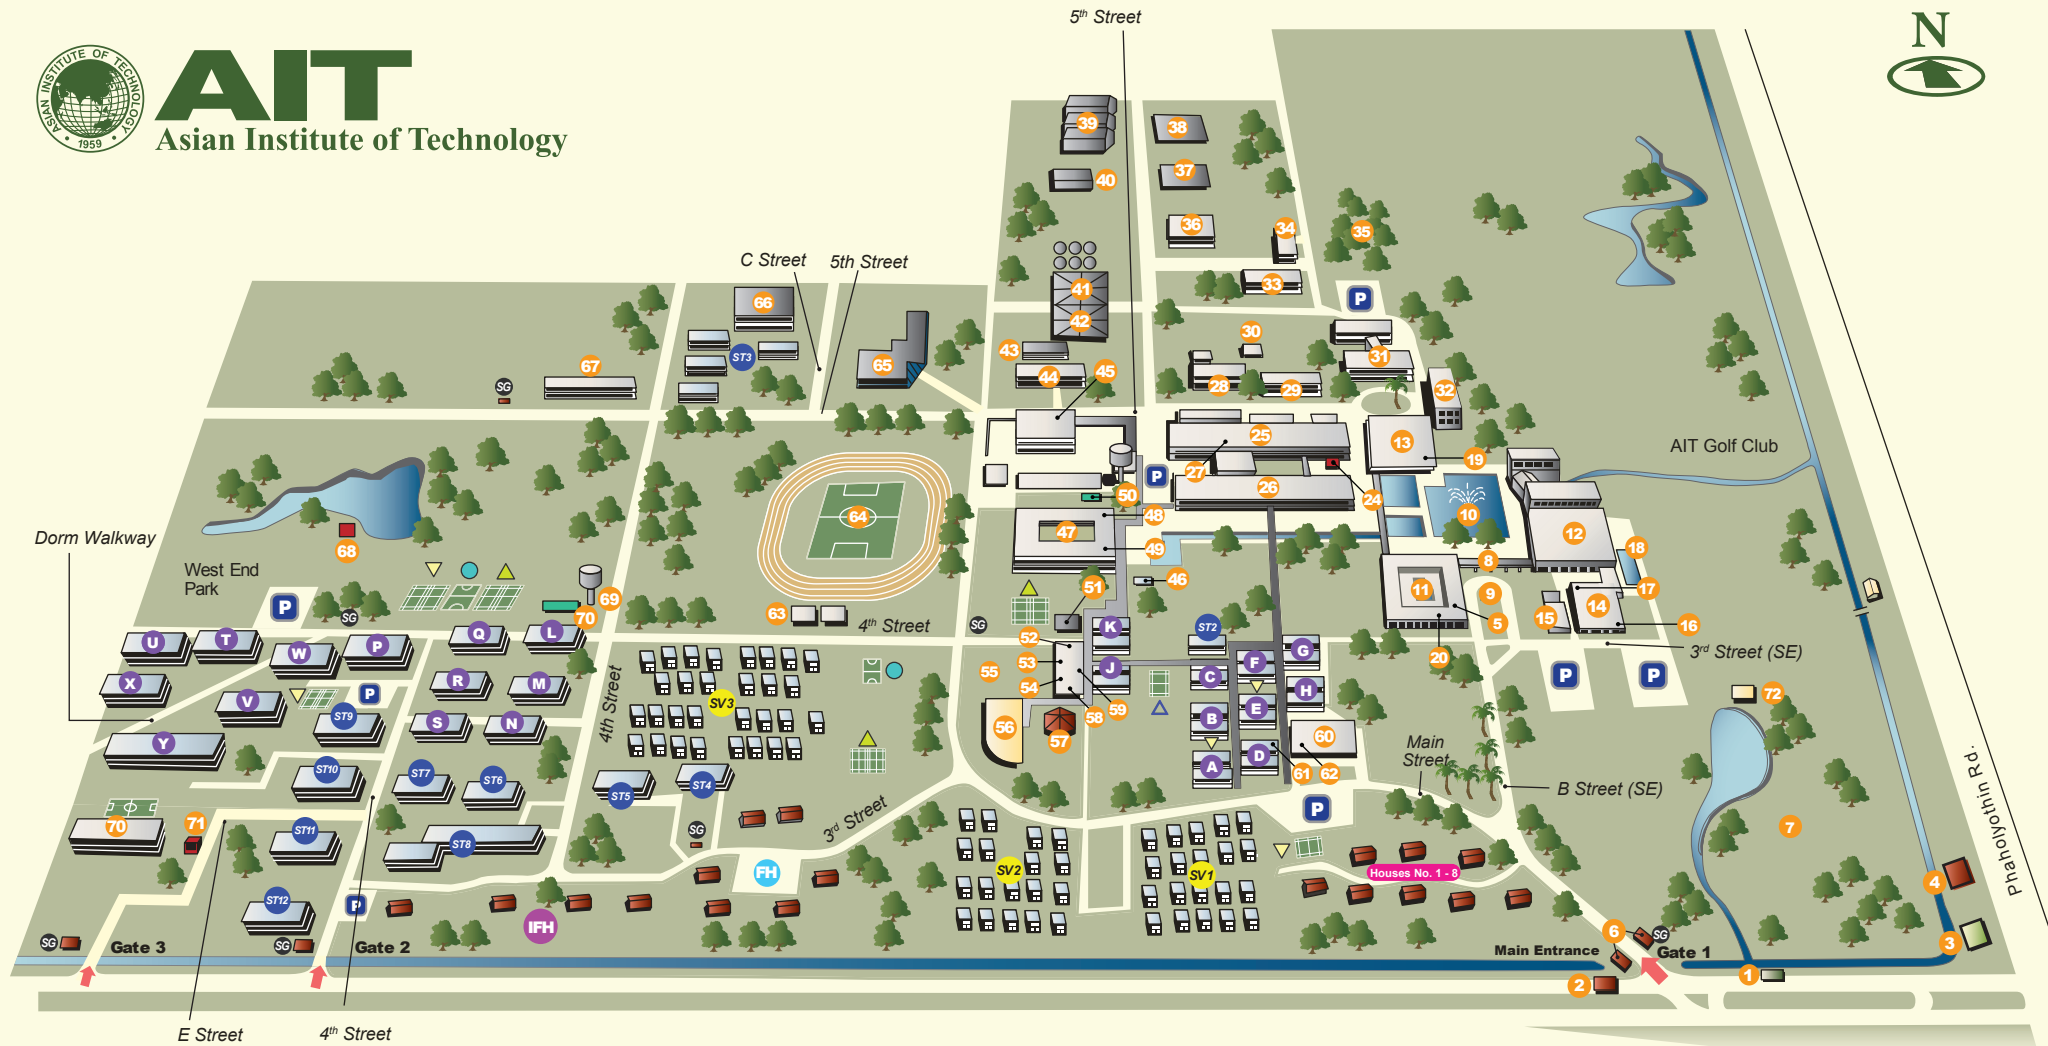 5th Street
N
ASIAN INSTITUTE OF TECHNOLOGY
1959
AIT
Asian Institute of Technology
39
38
40
37
36
34
35
C Street
5th Street
41
42
33
P
66
ST3
65
43
44
45
30
31
28
29
32
67
SG
25
27
26
13
19
24
AIT Golf Club
P
50
48
47
49
64
10
12
18
Dorm Walkway
68
West End
Park
P
SG
69
70
63
4th Street
SG
46
51
8
11
9
5
20
15
14
17
16
3rd Street (SE)
U
T
W
P
Q
L
X
V
R
M
P
ST9
S
N
Y
4th Street
SV3
52
53
54
55
56
57
58
59
K
J
ST2
C
F
G
B
E
H
A
D
60
61
62
P
P
72
ST10
ST7
ST6
ST5
ST4
Main
Street
B Street (SE)
Phahoyothin Rd.
P
70
71
ST11
ST8
SG
3rd Street
SV2
SV1
Houses No. 1 - 8
7
FH
ST12
P
IFH
4
SG
Gate 3
SG
Gate 2
Main Entrance
6
SG
Gate 1
3
2
1
E Street
4th Street